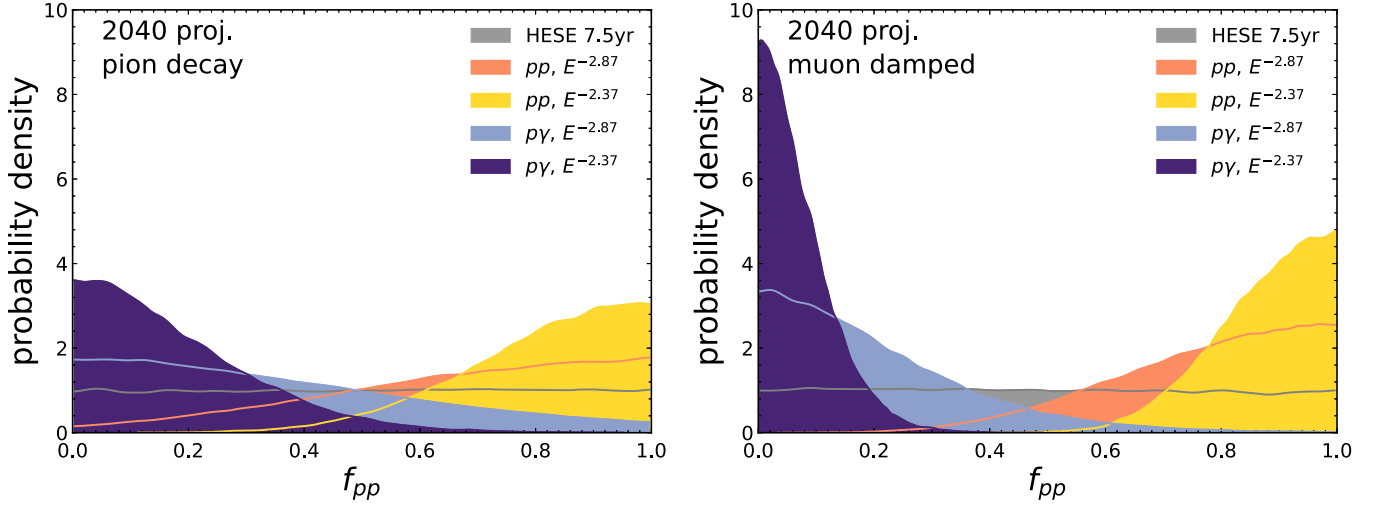 2040 proj.
pion decay
HESE 7.5yr
pp, E^{-2.87}
pp, E^{-2.37}
pγ, E^{-2.87}
pγ, E^{-2.37}
probability density
10
8
6
4
2
0
0.0 0.2 0.4 0.6 0.8 1.0
f_{pp}
2040 proj.
muon damped
HESE 7.5yr
pp, E^{-2.87}
pp, E^{-2.37}
pγ, E^{-2.87}
pγ, E^{-2.37}
probability density
10
8
6
4
2
0
0.0 0.2 0.4 0.6 0.8 1.0
f_{pp}